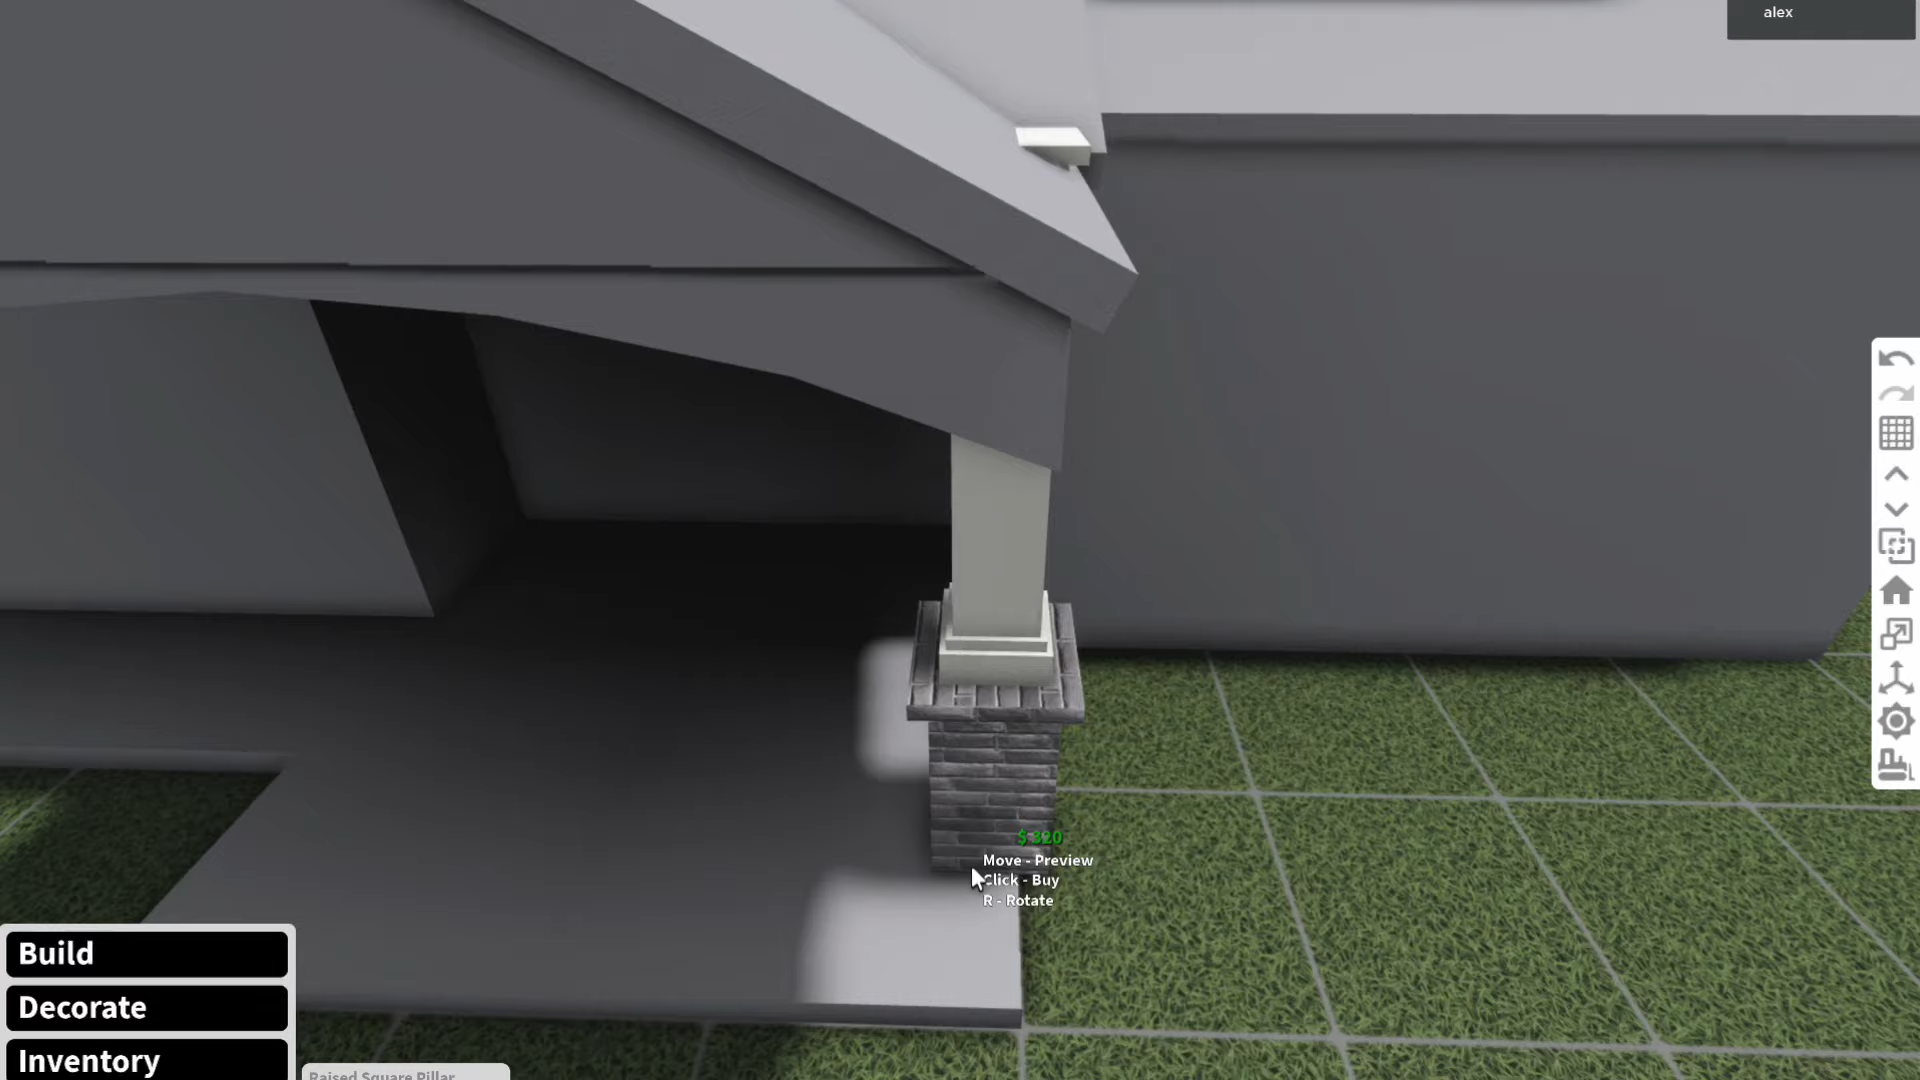 alex
$ 320
Move - Preview
Click - Buy
R - Rotate
Build
Decorate
Inventory
Raised Square Pillar